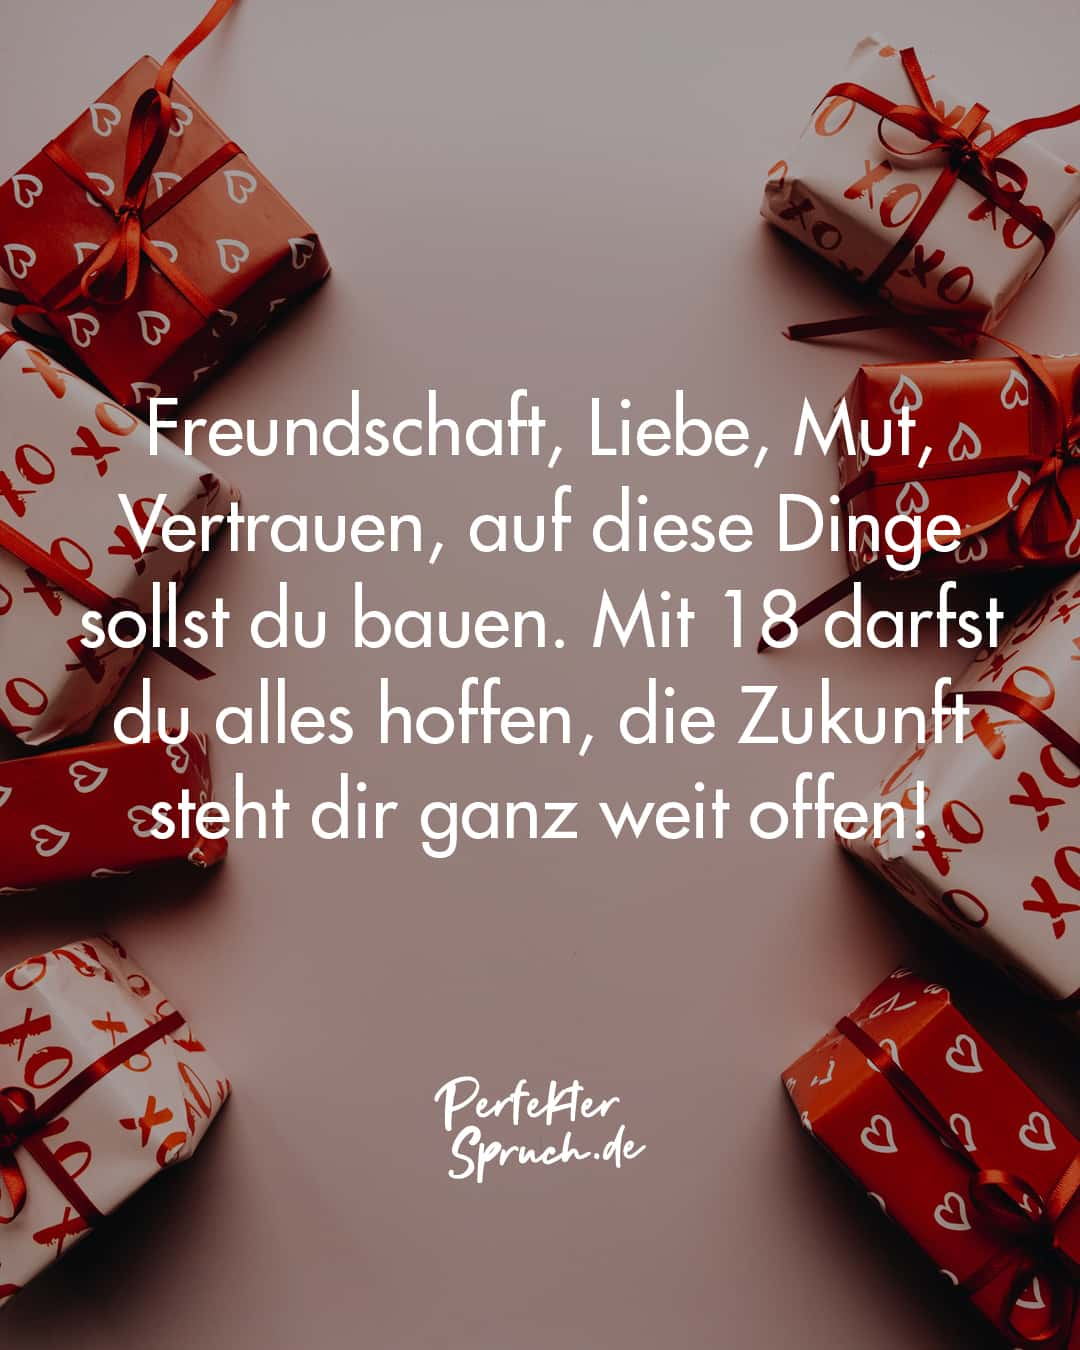 Freundschaft, Liebe, Mut,
Vertrauen, auf diese Dinge
sollst du bauen. Mit 18 darfst
du alles hoffen, die Zukunft
steht dir ganz weit offen!
Perfekter
Spruch.de